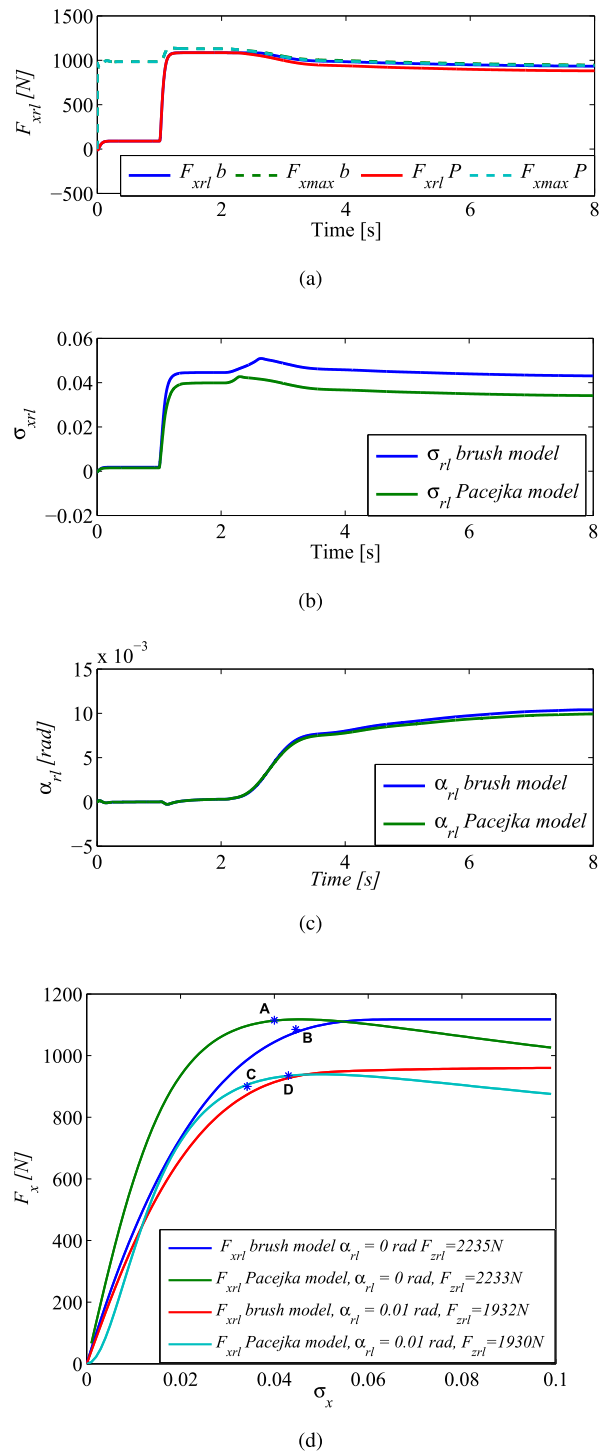 1500
1000
500
0
−500
F_xrl [N]
F_xrl b F_xmax b F_xrl P F_xmax P
0 2 4 6 8
Time [s]
(a)
0.06
0.04
0.02
0
−0.02
σ_xrl
σ_rl brush model
σ_rl Pacejka model
0 2 4 6 8
Time [s]
(b)
x 10^−3
15
10
5
0
−5
α_rl [rad]
α_rl brush model
α_rl Pacejka model
0 2 4 6 8
Time [s]
(c)
1200
1000
800
600
400
200
0
F_x [N]
A
B
C
D
F_xrl brush model α_rl = 0 rad F_zrl=2235N
F_xrl Pacejka model, α_rl = 0 rad, F_zrl=2233N
F_xrl brush model, α_rl = 0.01 rad, F_zrl=1932N
F_xrl Pacejka model, α_rl = 0.01 rad, F_zrl=1930N
0 0.02 0.04 0.06 0.08 0.1
σ_x
(d)